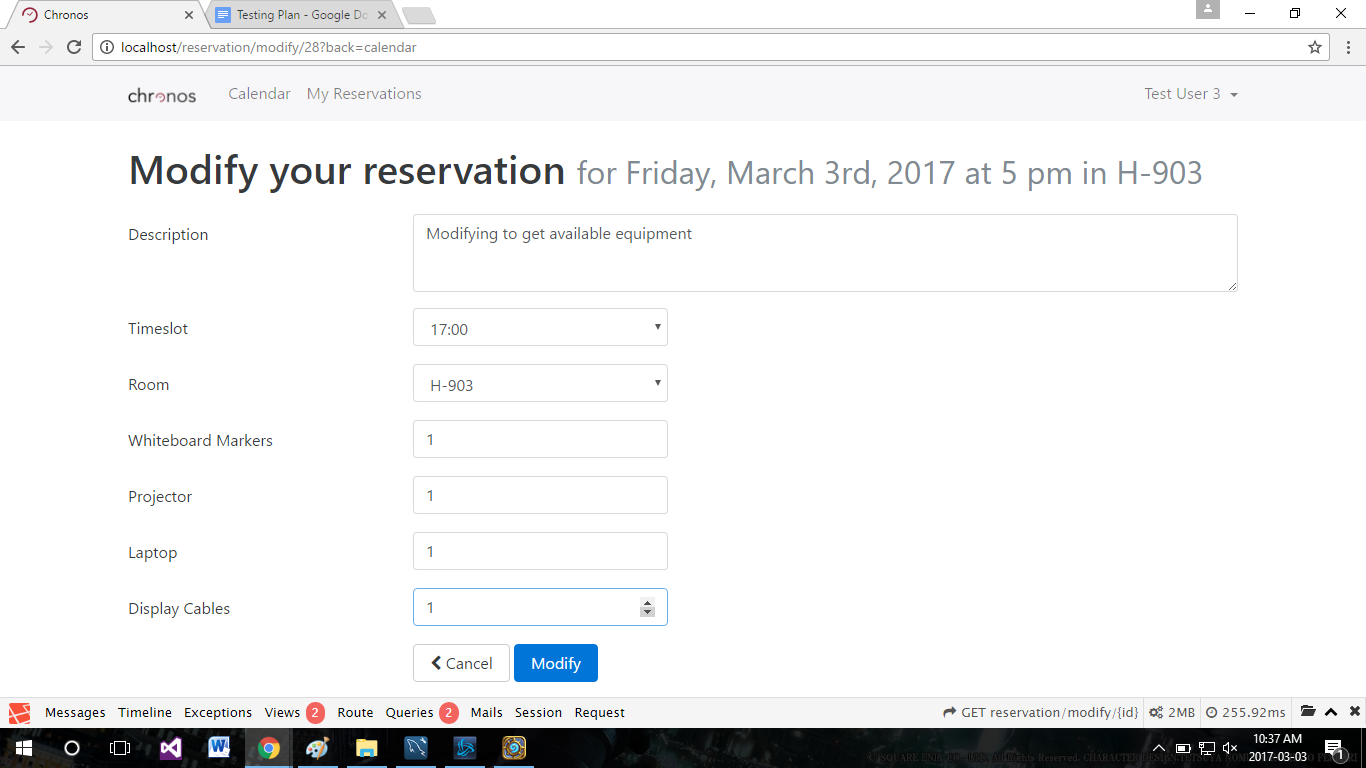 Chronos
Testing Plan - Google Do
localhost/reservation/modify/28?back=calendar
chronos Calendar My Reservations Test User 3
Modify your reservation for Friday, March 3rd, 2017 at 5 pm in H-903
Description
Modifying to get available equipment
Timeslot
17:00
Room
H-903
Whiteboard Markers
1
Projector
1
Laptop
1
Display Cables
1
Cancel Modify
Messages Timeline Exceptions Views 2 Route Queries 2 Mails Session Request GET reservation/modify/{id} 2MB 255.92ms
10:37 AM
2017-03-03
1